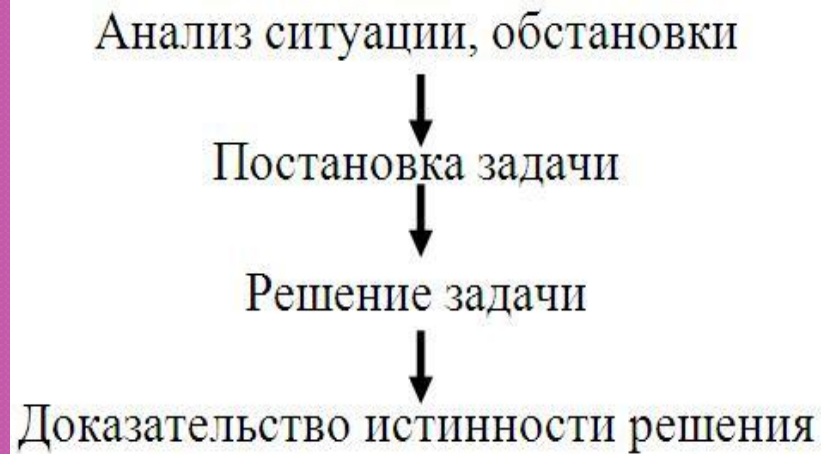 Анализ ситуации, обстановки
Постановка задачи
Решение задачи
Доказательство истинности решения